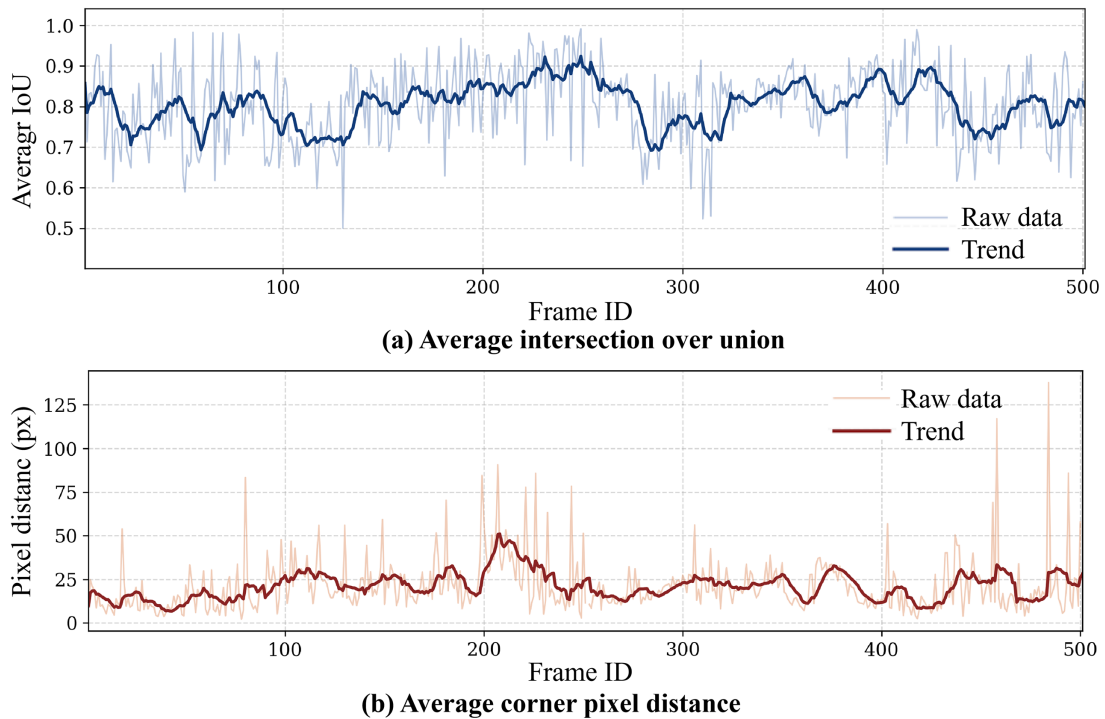 1.0
0.9
0.8
0.7
0.6
0.5
Averagr IoU
Raw data
Trend
100
200
300
400
500
Frame ID
(a) Average intersection over union
125
100
75
50
25
0
Pixel distanc (px)
Raw data
Trend
100
200
300
400
500
Frame ID
(b) Average corner pixel distance